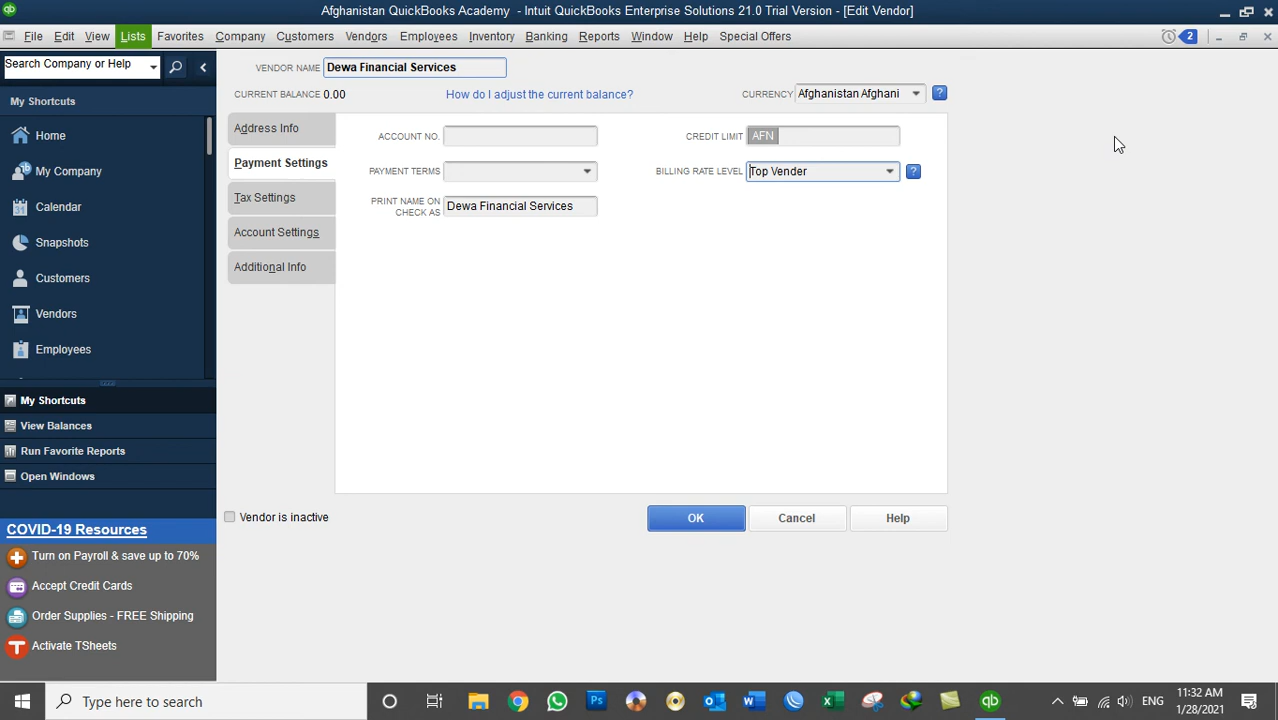 Afghanistan QuickBooks Academy - Intuit QuickBooks Enterprise Solutions 21.0 Trial Version - [Edit Vendor]
File Edit View Lists Favorites Company Customers Vendors Employees Inventory Banking Reports Window Help Special Offers 2
Search Company or Help
My Shortcuts
Home
My Company
Calendar
Snapshots
Customers
Vendors
Employees
My Shortcuts
View Balances
Run Favorite Reports
Open Windows
COVID-19 Resources
Turn on Payroll & save up to 70%
Accept Credit Cards
Order Supplies - FREE Shipping
Activate TSheets
VENDOR NAME Dewa Financial Services
CURRENT BALANCE 0.00 How do I adjust the current balance? CURRENCY Afghanistan Afghani ?
Address Info
Payment Settings
Tax Settings
Account Settings
Additional Info
ACCOUNT NO. CREDIT LIMIT AFN
PAYMENT TERMS BILLING RATE LEVEL Top Vender ?
PRINT NAME ON
CHECK AS Dewa Financial Services
Vendor is inactive OK Cancel Help
Type here to search
ENG
11:32 AM
1/28/2021